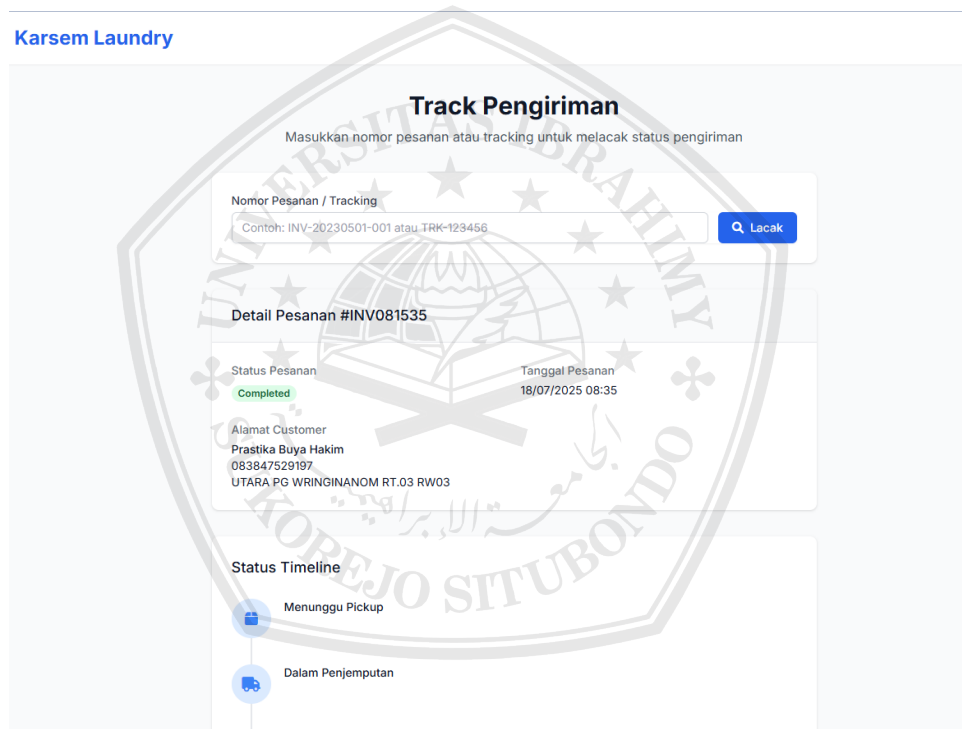 Karsem Laundry
Track Pengiriman
Masukkan nomor pesanan atau tracking untuk melacak status pengiriman
Nomor Pesanan / Tracking
Contoh: INV-20230501-001 atau TRK-123456
Lacak
Detail Pesanan #INV081535
Status Pesanan
Tanggal Pesanan
Completed
18/07/2025 08:35
Alamat Customer
Prastika Buya Hakim
083847529197
UTARA PG WRINGINANOM RT.03 RW03
Status Timeline
Menunggu Pickup
Dalam Penjemputan
UNIVERSITAS IBRAHIMY
SUKOREJO SITUBONDO